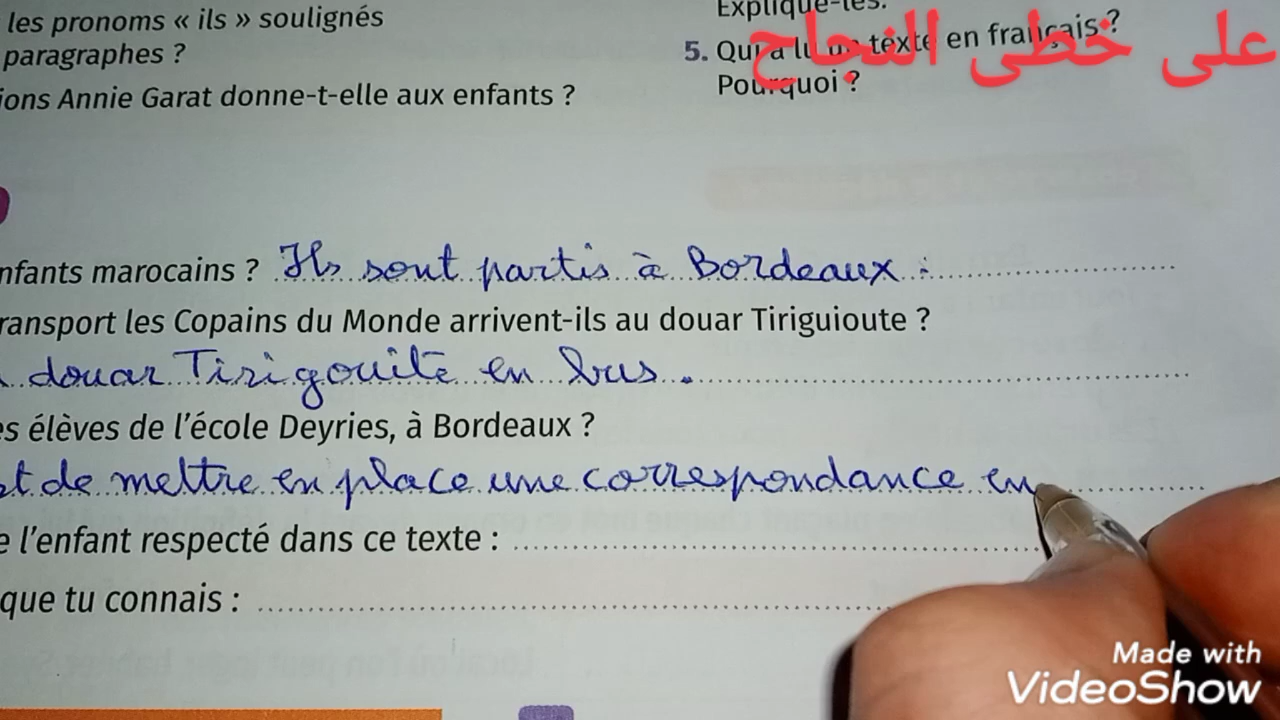 les pronoms « ils » soulignés
paragraphes ?
ions Annie Garat donne-t-elle aux enfants ?
Explique-les.
5. Qui a lu un texte en français ?
Pourquoi ?
على خطى النجاح
nfants marocains ? Ils sont partis à Bordeaux.
ransport les Copains du Monde arrivent-ils au douar Tiriguioute ?
douar Tirigouite en bus.
es élèves de l'école Deyries, à Bordeaux ?
st de mettre en place une correspondance en
e l'enfant respecté dans ce texte :
que tu connais :
Made with
VideoShow